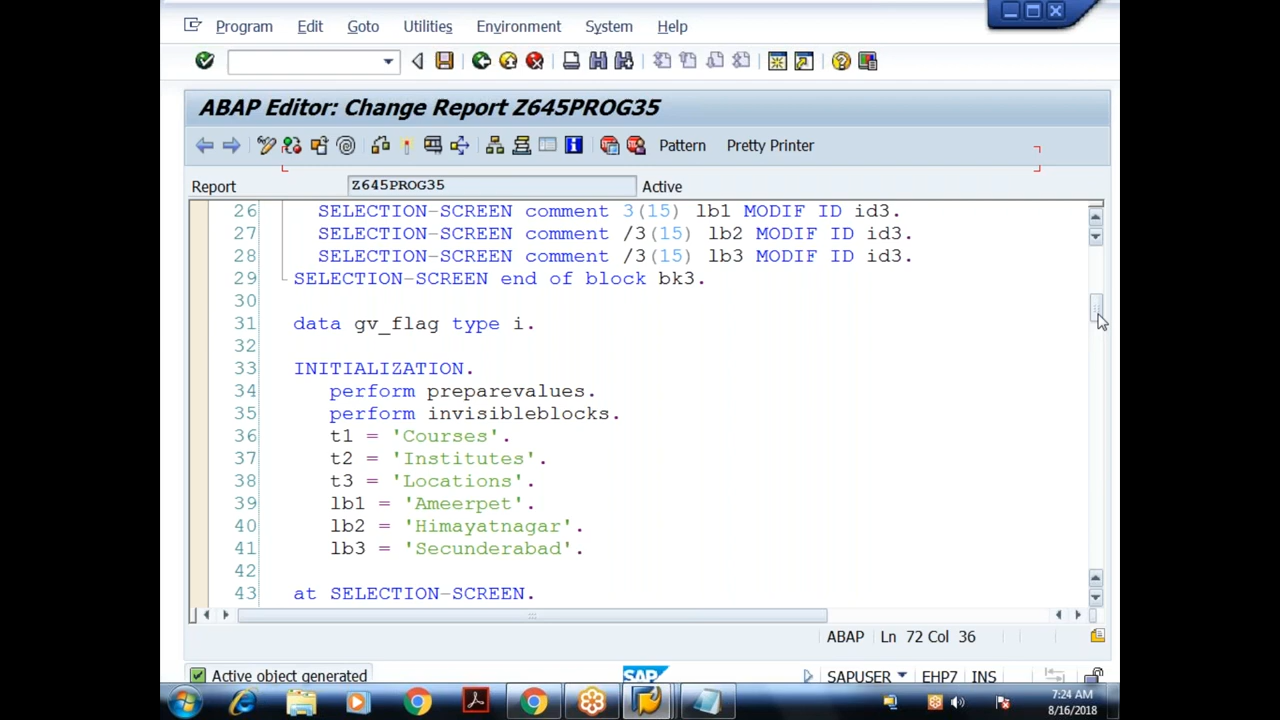 Program Edit Goto Utilities Environment System Help
ABAP Editor: Change Report Z645PROG35
Pattern Pretty Printer
Report Z645PROG35 Active
26 SELECTION-SCREEN comment 3(15) lb1 MODIF ID id3.
27 SELECTION-SCREEN comment /3(15) lb2 MODIF ID id3.
28 SELECTION-SCREEN comment /3(15) lb3 MODIF ID id3.
29 SELECTION-SCREEN end of block bk3.
30
31 data gv_flag type i.
32
33 INITIALIZATION.
34 perform preparevalues.
35 perform invisibleblocks.
36 t1 = 'Courses'.
37 t2 = 'Institutes'.
38 t3 = 'Locations'.
39 lb1 = 'Ameerpet'.
40 lb2 = 'Himayatnagar'.
41 lb3 = 'Secunderabad'.
42
43 at SELECTION-SCREEN.
ABAP Ln 72 Col 36
Active object generated
SAP
SAPUSER EHP7 INS
7:24 AM
8/16/2018